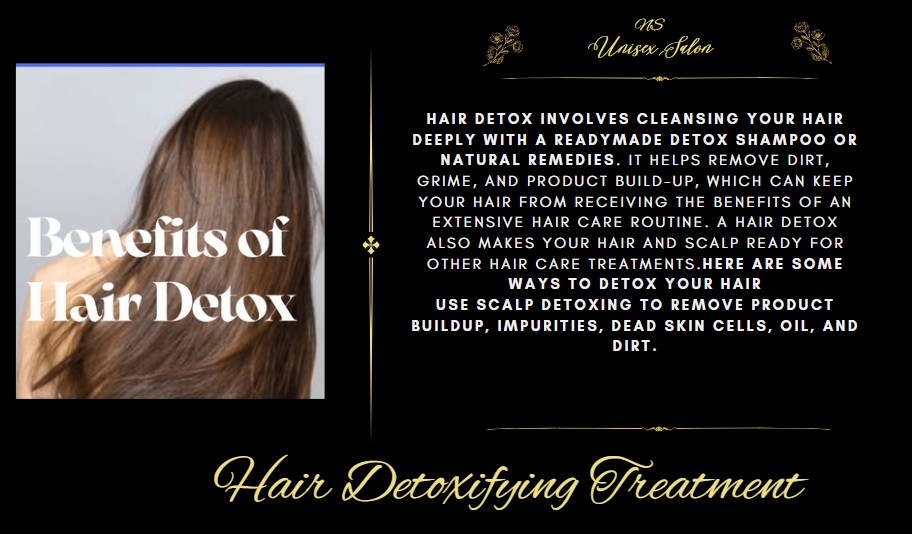 NS
Unisex Salon
Benefits of
Hair Detox
HAIR DETOX INVOLVES CLEANSING YOUR HAIR
DEEPLY WITH A READYMADE DETOX SHAMPOO OR
NATURAL REMEDIES. IT HELPS REMOVE DIRT,
GRIME, AND PRODUCT BUILD-UP, WHICH CAN KEEP
YOUR HAIR FROM RECEIVING THE BENEFITS OF AN
EXTENSIVE HAIR CARE ROUTINE. A HAIR DETOX
ALSO MAKES YOUR HAIR AND SCALP READY FOR
OTHER HAIR CARE TREATMENTS.HERE ARE SOME
WAYS TO DETOX YOUR HAIR
USE SCALP DETOXING TO REMOVE PRODUCT
BUILDUP, IMPURITIES, DEAD SKIN CELLS, OIL, AND
DIRT.
Hair Detoxifying Treatment